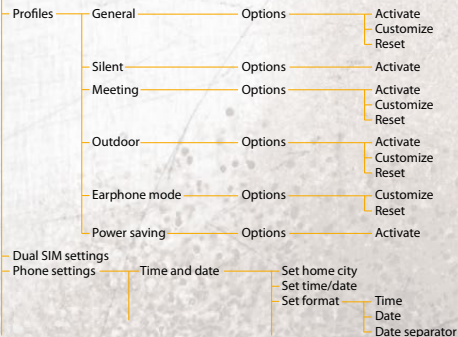 Profiles General Options Activate
Customize
Reset
Silent Options Activate
Meeting Options Activate
Customize
Reset
Outdoor Options Activate
Customize
Reset
Earphone mode Options Customize
Reset
Power saving Options Activate
Dual SIM settings
Phone settings Time and date Set home city
Set time/date
Set format Time
Date
Date separator